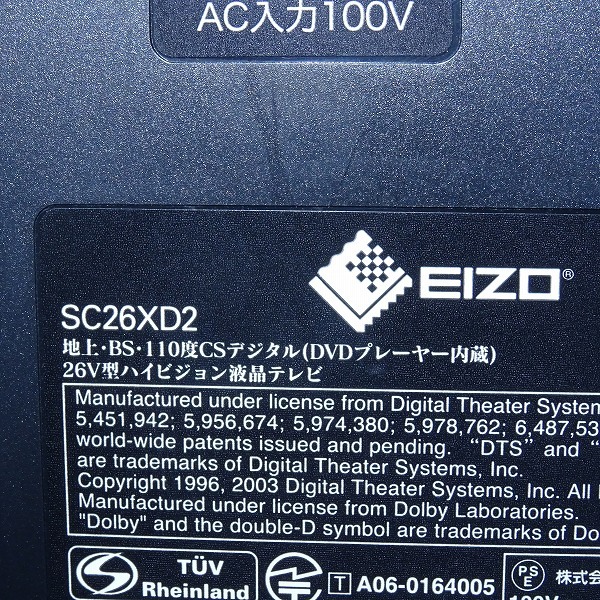 AC入力100V
EIZO®
SC26XD2
地上・BS・110度CSデジタル(DVDプレーヤー内蔵)
26V型ハイビジョン液晶テレビ
Manufactured under license from Digital Theater System
5,451,942; 5,956,674; 5,974,380; 5,978,762; 6,487,53
world-wide patents issued and pending. “DTS” and “
are trademarks of Digital Theater Systems, Inc.
Copyright 1996, 2003 Digital Theater Systems, Inc. All
Manufactured under license from Dolby Laboratories.
"Dolby" and the double-D symbol are trademarks of Do
TÜV
Rheinland
T A06-0164005
PSE
株式会
100V